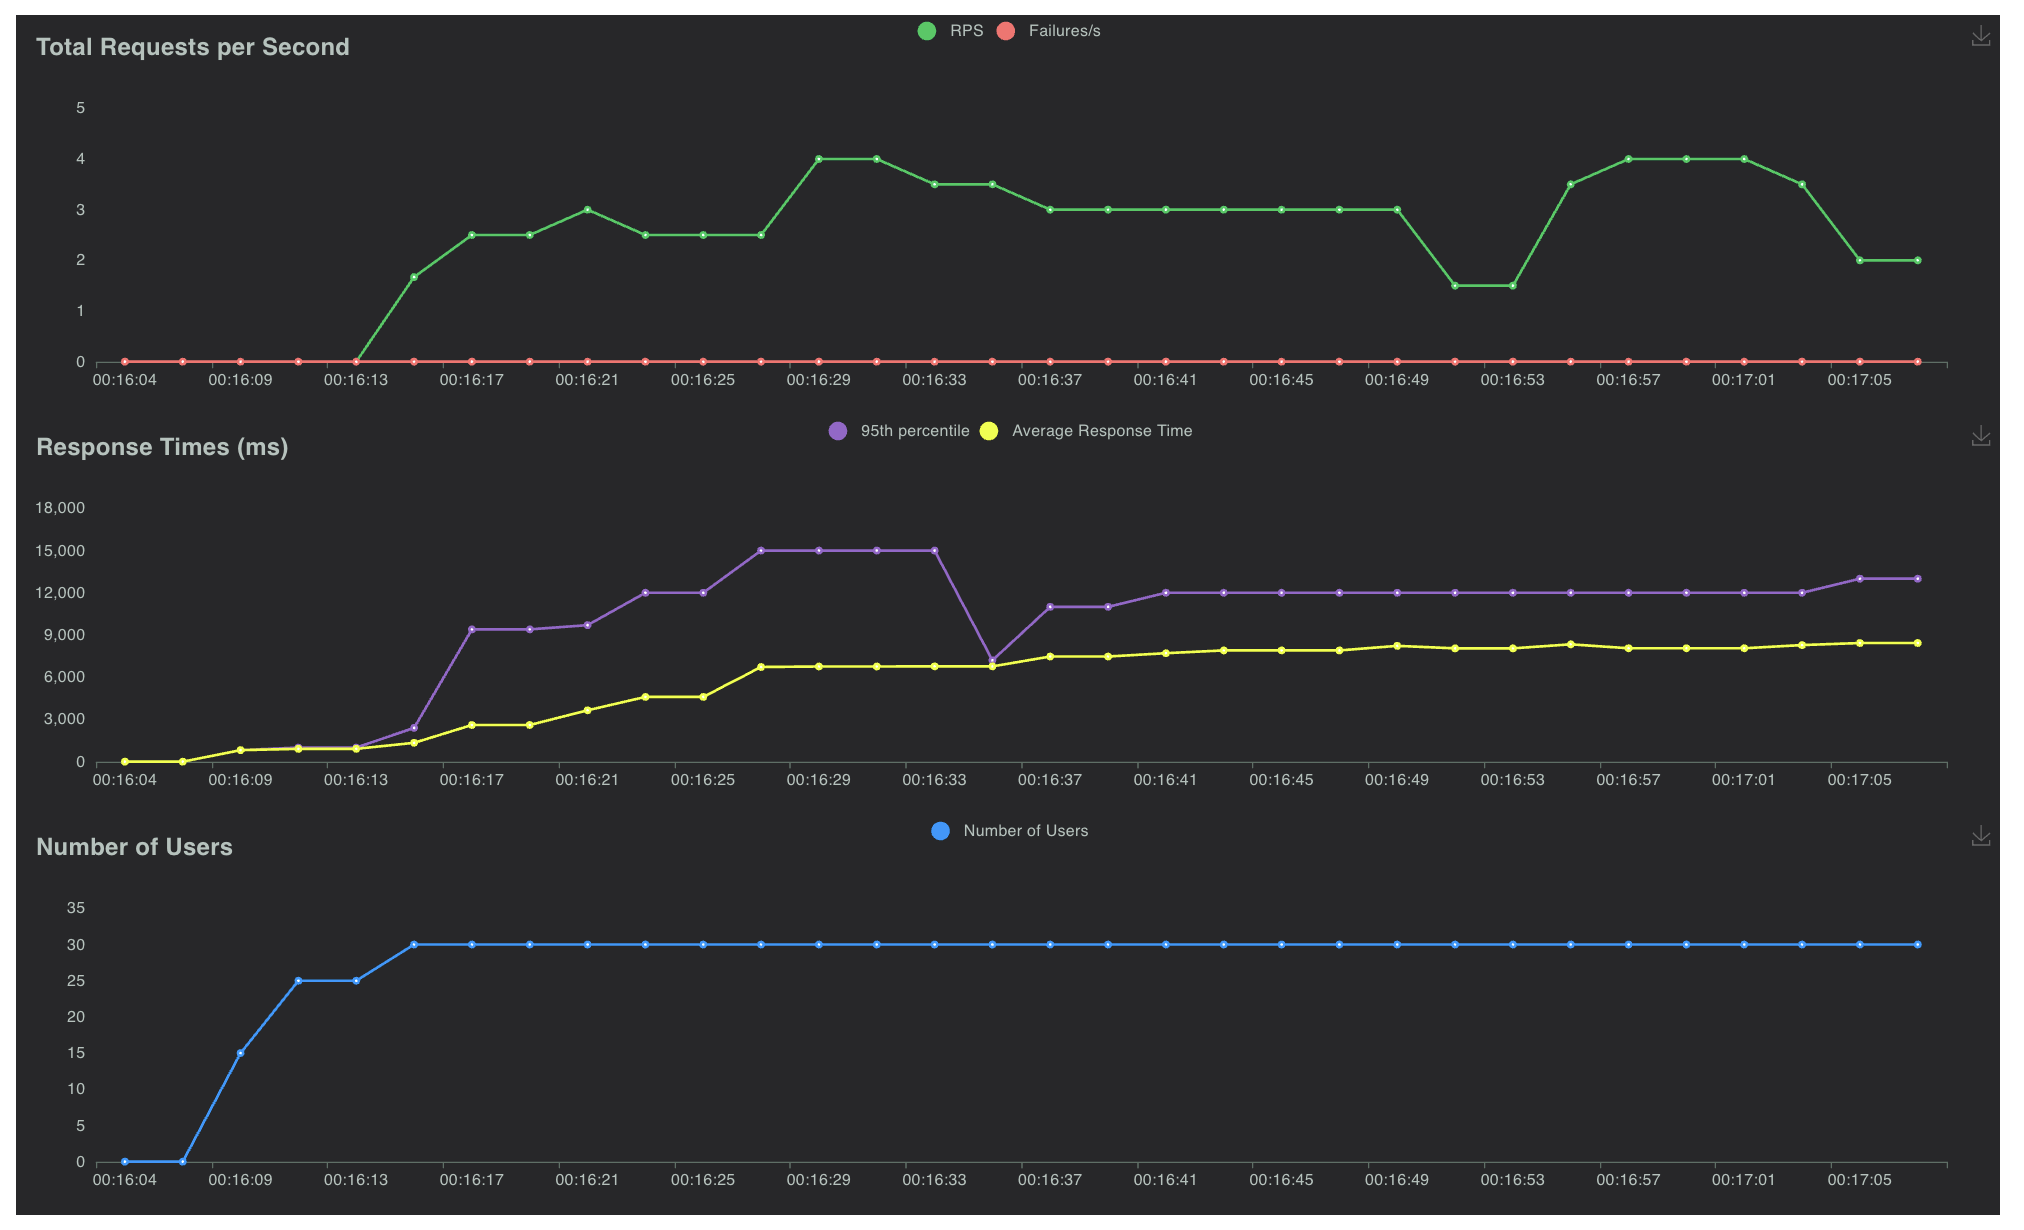 RPS Failures/s
Total Requests per Second
5
4
3
2
1
0
00:16:04 00:16:09 00:16:13 00:16:17 00:16:21 00:16:25 00:16:29 00:16:33 00:16:37 00:16:41 00:16:45 00:16:49 00:16:53 00:16:57 00:17:01 00:17:05
95th percentile Average Response Time
Response Times (ms)
18,000
15,000
12,000
9,000
6,000
3,000
0
00:16:04 00:16:09 00:16:13 00:16:17 00:16:21 00:16:25 00:16:29 00:16:33 00:16:37 00:16:41 00:16:45 00:16:49 00:16:53 00:16:57 00:17:01 00:17:05
Number of Users
Number of Users
35
30
25
20
15
10
5
0
00:16:04 00:16:09 00:16:13 00:16:17 00:16:21 00:16:25 00:16:29 00:16:33 00:16:37 00:16:41 00:16:45 00:16:49 00:16:53 00:16:57 00:17:01 00:17:05